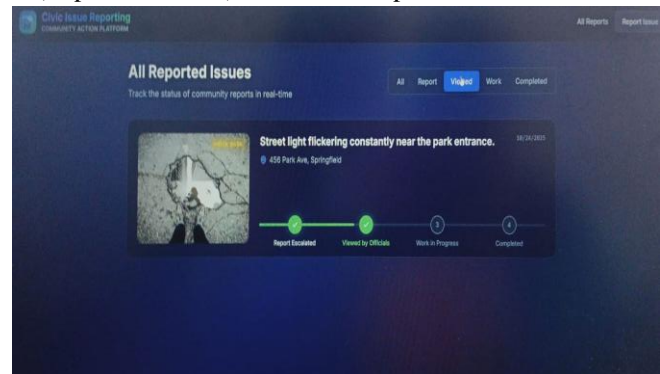 Civic Issue Reporting
COMMUNITY ACTION PLATFORM
All Reports Report Issue
All Reported Issues
Track the status of community reports in real-time
All Report Viewed Work Completed
Street light flickering constantly near the park entrance.
456 Park Ave, Springfield
3
4
Report Escalated Viewed by Officials Work in Progress Completed